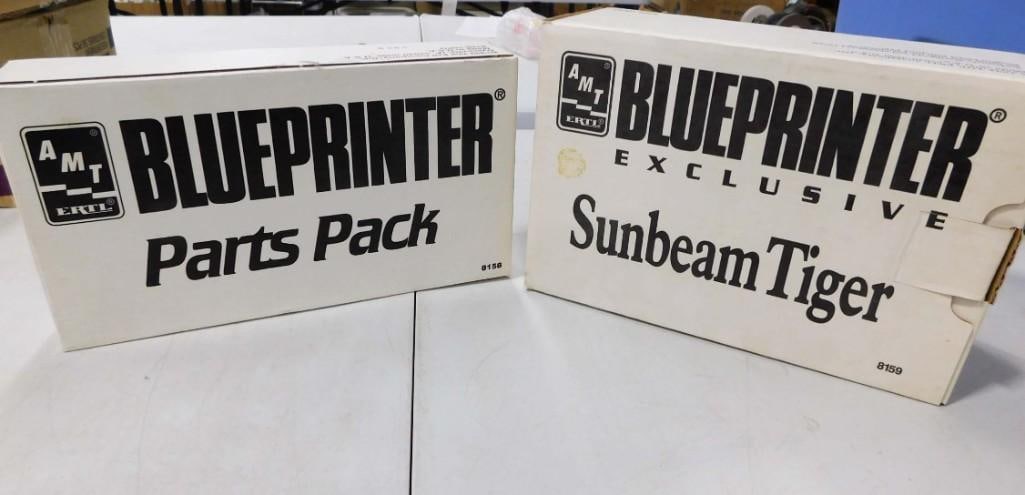 AMT
ERTL®
BLUEPRINTER®
Parts Pack
8158
AMT
ERTL®
BLUEPRINTER®
EXCLUSIVE
Sunbeam Tiger
8159